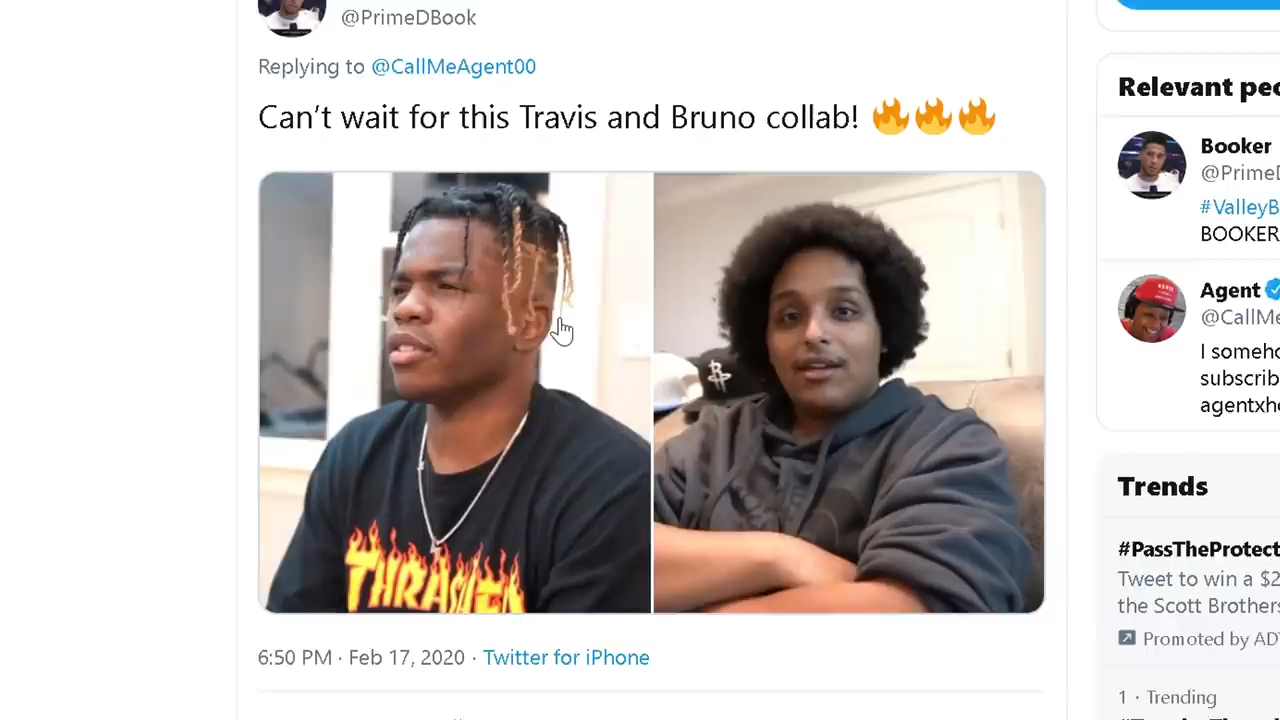 @PrimeDBook
Replying to @CallMeAgent00
Can’t wait for this Travis and Bruno collab! 🔥🔥🔥
THRASHER
6:50 PM · Feb 17, 2020 · Twitter for iPhone
Relevant peo
Booker
@PrimeD
#ValleyB
BOOKER
Agent
@CallMe
I someho
subscrib
agentxh
Trends
#PassTheProtect
Tweet to win a $2
the Scott Brothers
Promoted by AD
1 · Trending